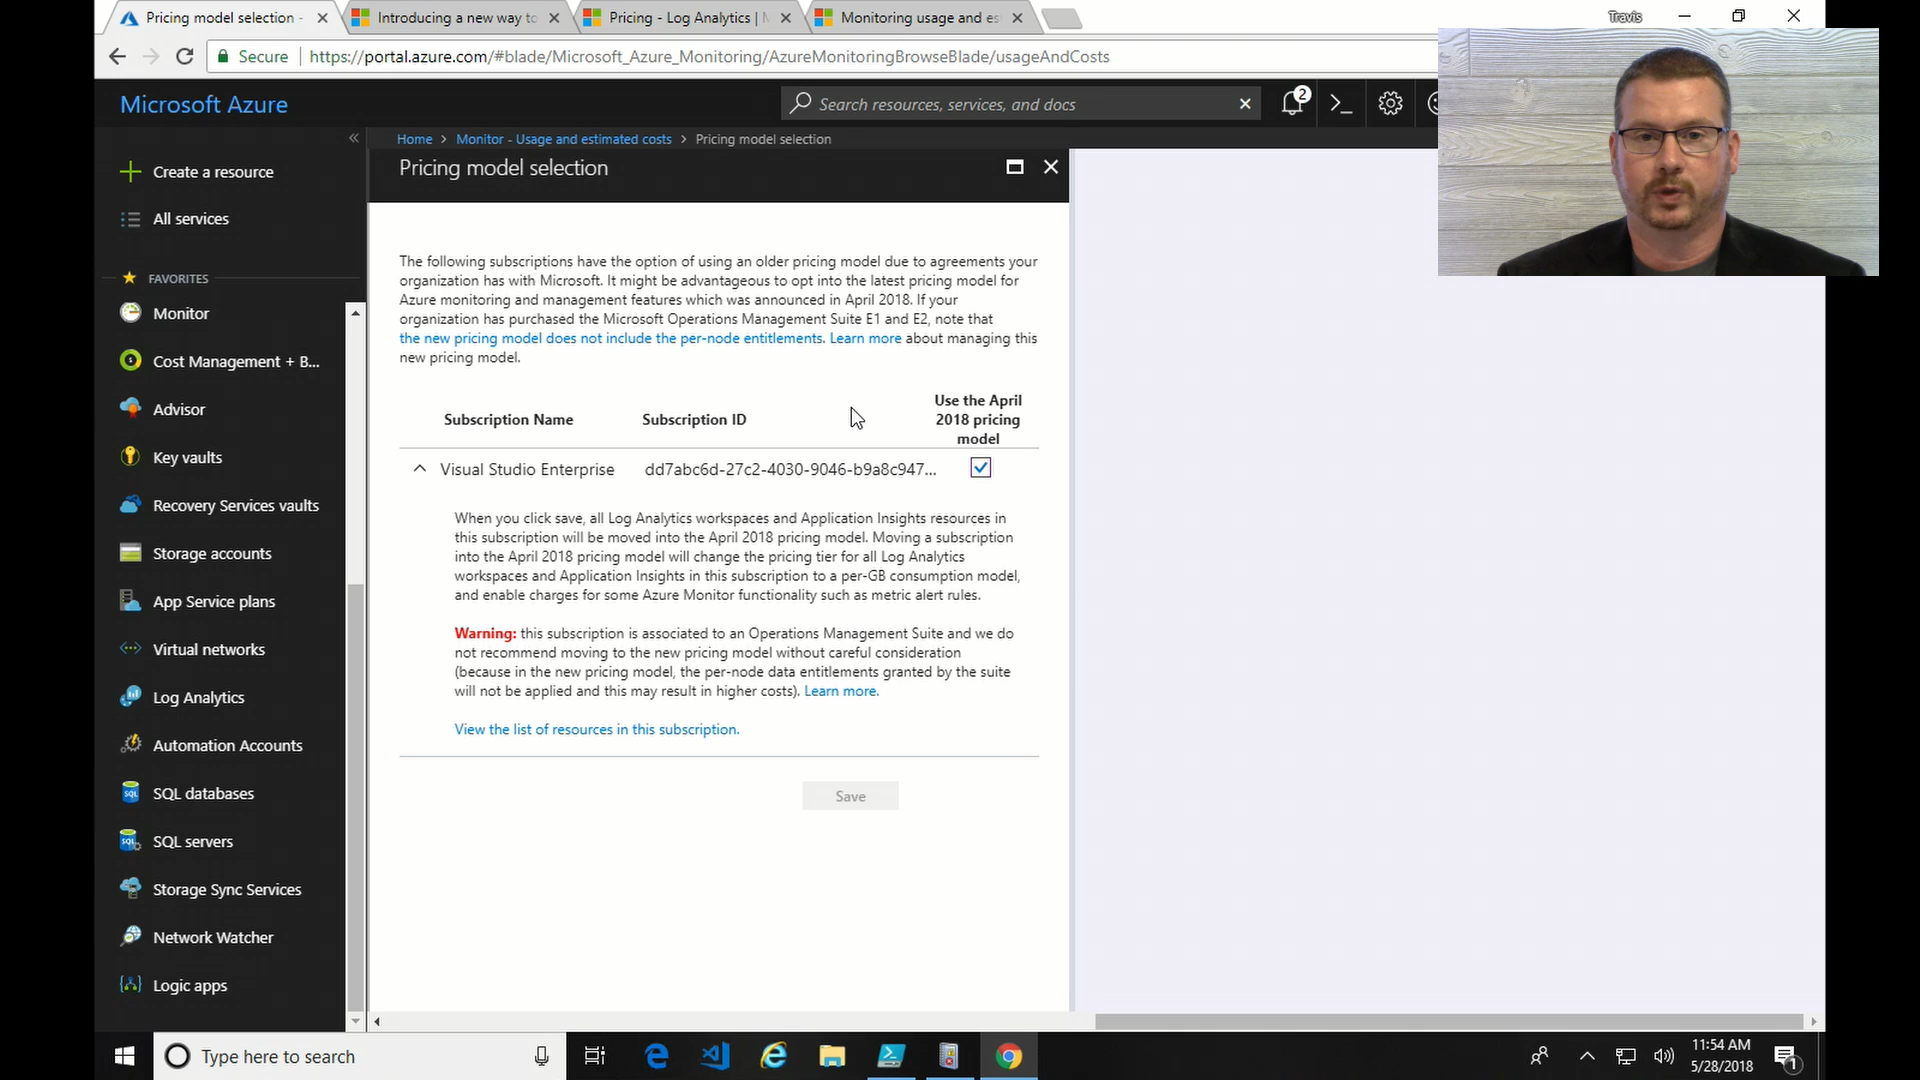 Pricing model selection -
Introducing a new way to
Pricing - Log Analytics |
Monitoring usage and es
Travis
Secure
https://portal.azure.com/#blade/Microsoft_Azure_Monitoring/AzureMonitoringBrowseBlade/usageAndCosts
Microsoft Azure
Search resources, services, and docs
2
Home > Monitor - Usage and estimated costs > Pricing model selection
Pricing model selection
Create a resource
All services
FAVORITES
Monitor
Cost Management + B...
Advisor
Key vaults
Recovery Services vaults
Storage accounts
App Service plans
Virtual networks
Log Analytics
Automation Accounts
SQL databases
SQL servers
Storage Sync Services
Network Watcher
Logic apps
The following subscriptions have the option of using an older pricing model due to agreements your
organization has with Microsoft. It might be advantageous to opt into the latest pricing model for
Azure monitoring and management features which was announced in April 2018. If your
organization has purchased the Microsoft Operations Management Suite E1 and E2, note that
the new pricing model does not include the per-node entitlements. Learn more about managing this
new pricing model.
Subscription Name
Subscription ID
Use the April
2018 pricing
model
Visual Studio Enterprise
dd7abc6d-27c2-4030-9046-b9a8c947...
When you click save, all Log Analytics workspaces and Application Insights resources in
this subscription will be moved into the April 2018 pricing model. Moving a subscription
into the April 2018 pricing model will change the pricing tier for all Log Analytics
workspaces and Application Insights in this subscription to a per-GB consumption model,
and enable charges for some Azure Monitor functionality such as metric alert rules.
Warning: this subscription is associated to an Operations Management Suite and we do
not recommend moving to the new pricing model without careful consideration
(because in the new pricing model, the per-node data entitlements granted by the suite
will not be applied and this may result in higher costs). Learn more.
View the list of resources in this subscription.
Save
Type here to search
11:54 AM
5/28/2018
1